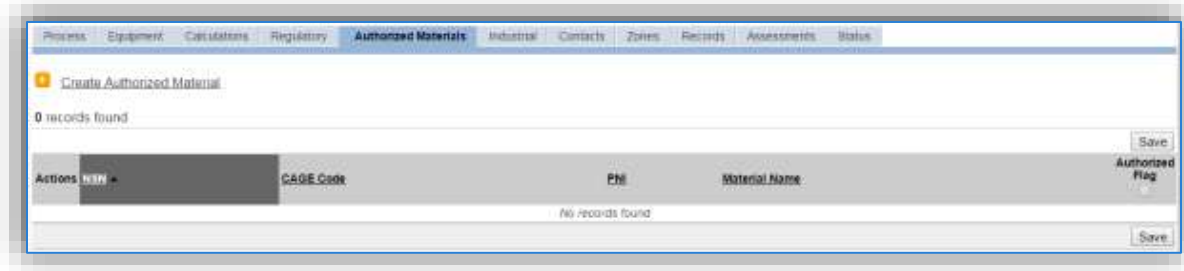 Process Equipment Calculations Regulatory Authorized Materials Industrial Contacts Zones Records Assessments Status
Create Authorized Material
0 records found
Save
Actions NSN CAGE Code PNI Material Name Authorized Flag
No records found
Save